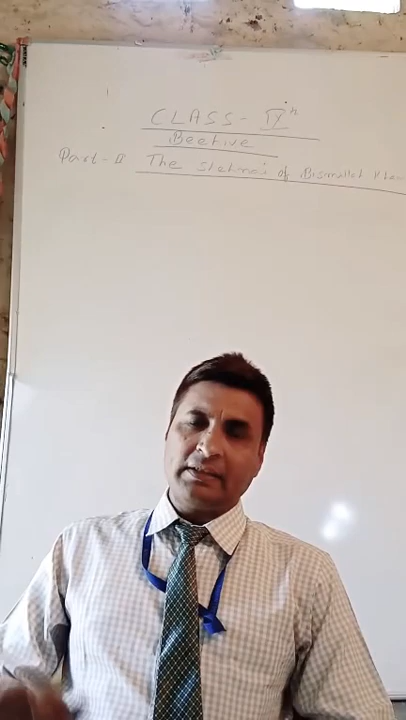 CLASS - IXth
Beehive
Part - II The Shehnai of Bismillah Khan